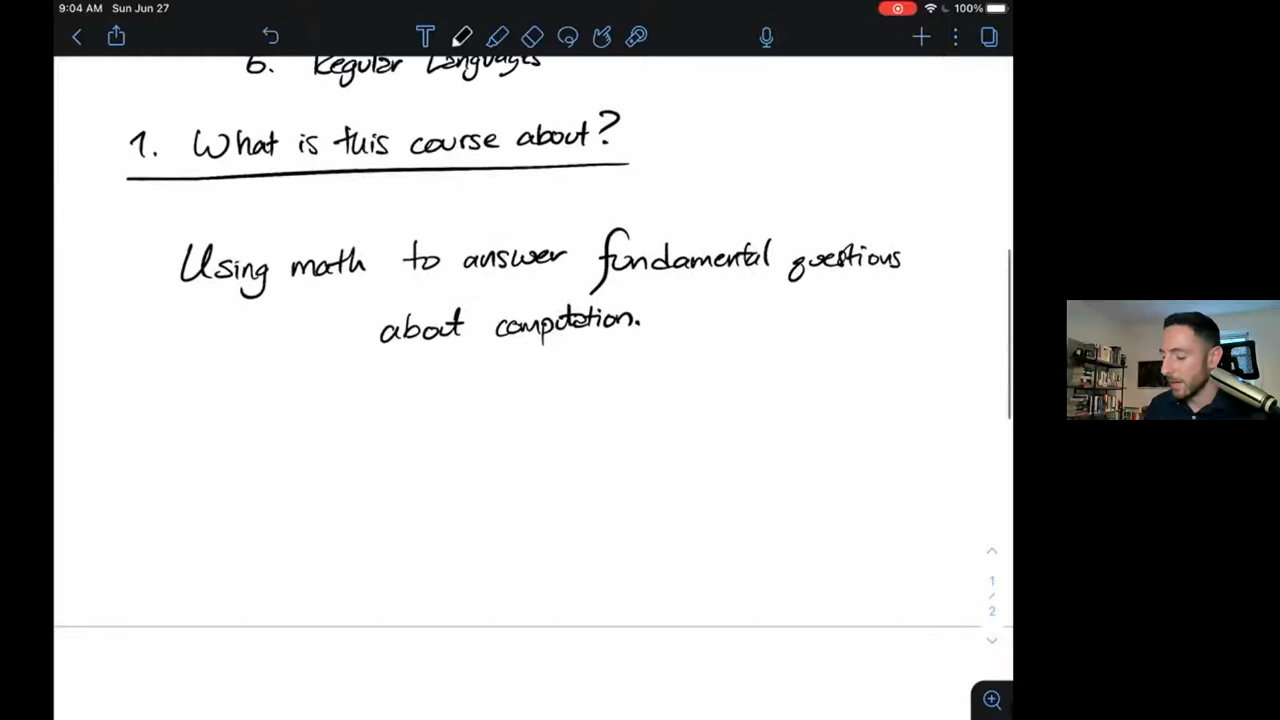 9:04 AM Sun Jun 27
100%
6. Regular Languages
1. What is this course about?
Using math to answer fundamental questions
about computation.
1
/
2